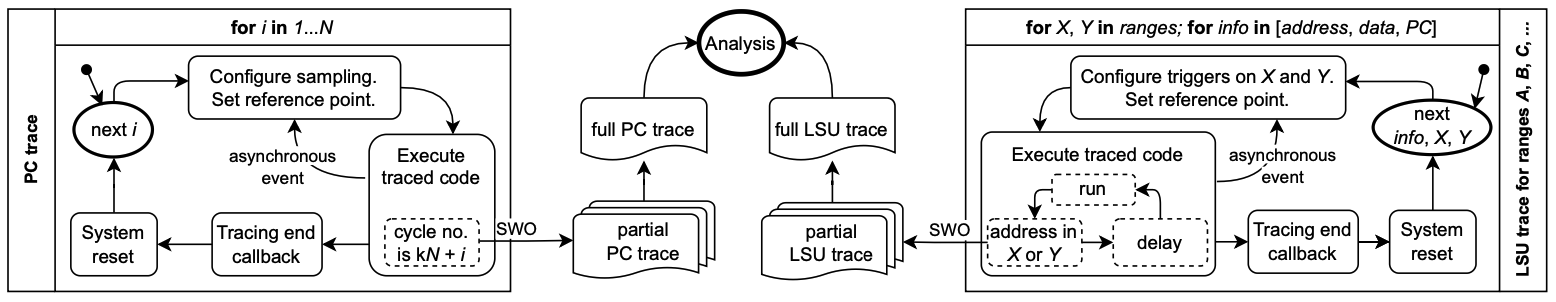 PC trace
for i in 1...N
next i
Configure sampling.
Set reference point.
asynchronous
event
Execute
traced code
cycle no.
is kN + i
Tracing end
callback
System
reset
SWO
partial
PC trace
full PC trace
Analysis
full LSU trace
partial
LSU trace
SWO
for X, Y in ranges; for info in [address, data, PC]
Configure triggers on X and Y.
Set reference point.
next
info, X, Y
Execute traced code
run
address in
X or Y
delay
asynchronous
event
Tracing end
callback
System
reset
LSU trace for ranges A, B, C, ...